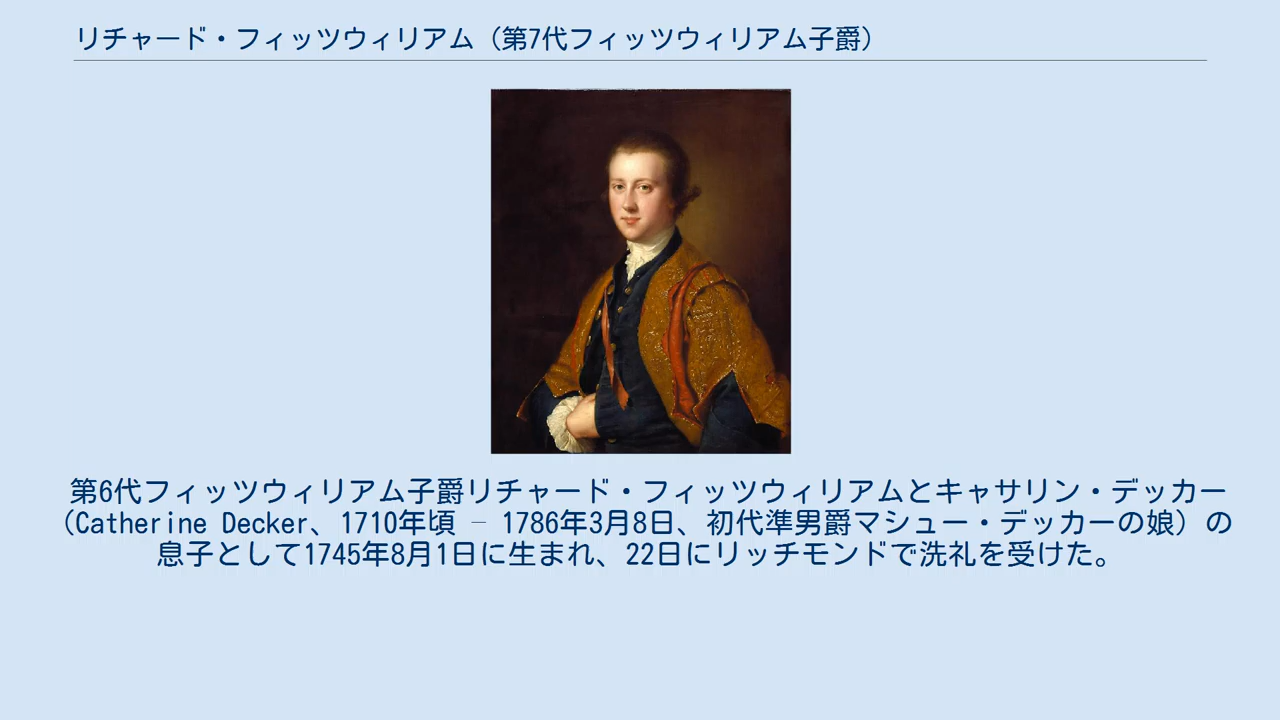 リチャード・フィッツウィリアム（第7代フィッツウィリアム子爵）
第6代フィッツウィリアム子爵リチャード・フィッツウィリアムとキャサリン・デッカー
（Catherine Decker、1710年頃 – 1786年3月8日、初代準男爵マシュー・デッカーの娘）の
息子として1745年8月1日に生まれ、22日にリッチモンドで洗礼を受けた。